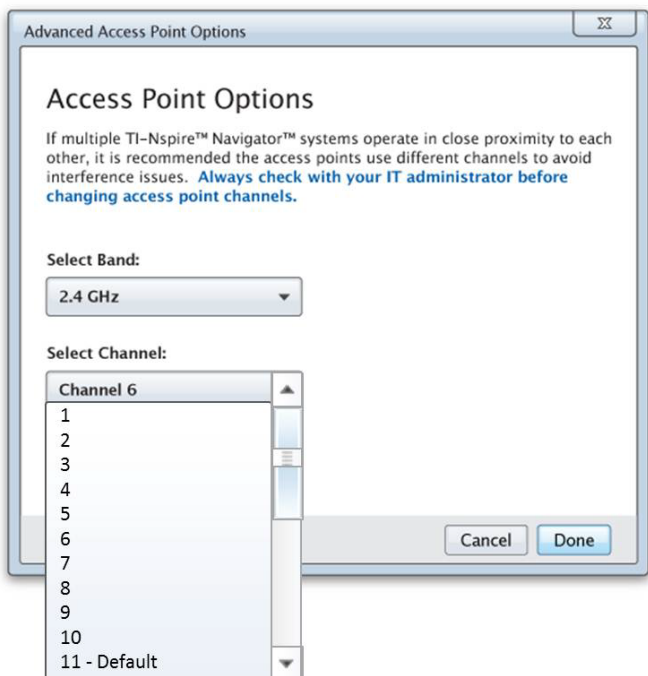 Advanced Access Point Options
Access Point Options
If multiple TI–Nspire™ Navigator™ systems operate in close proximity to each
other, it is recommended the access points use different channels to avoid
interference issues. Always check with your IT administrator before
changing access point channels.
Select Band:
2.4 GHz
Select Channel:
Channel 6
1
2
3
4
5
6
7
8
9
10
11 - Default
Cancel
Done